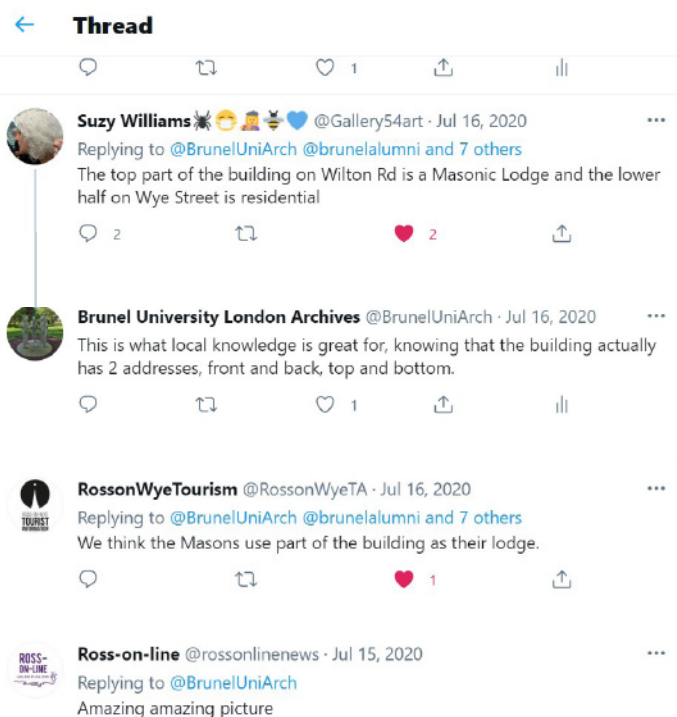 Thread
1
Suzy Williams🕷😷🤦‍♀️🐝💙 @Gallery54art · Jul 16, 2020
Replying to @BrunelUniArch @brunelalumni and 7 others
The top part of the building on Wilton Rd is a Masonic Lodge and the lower
half on Wye Street is residential
2 2
Brunel University London Archives @BrunelUniArch · Jul 16, 2020
This is what local knowledge is great for, knowing that the building actually
has 2 addresses, front and back, top and bottom.
1
TOURIST
RossonWyeTourism @RossonWyeTA · Jul 16, 2020
Replying to @BrunelUniArch @brunelalumni and 7 others
We think the Masons use part of the building as their lodge.
1
ROSS-
ON-LINE
Ross-on-line @rossonlinenews · Jul 15, 2020
Replying to @BrunelUniArch
Amazing amazing picture